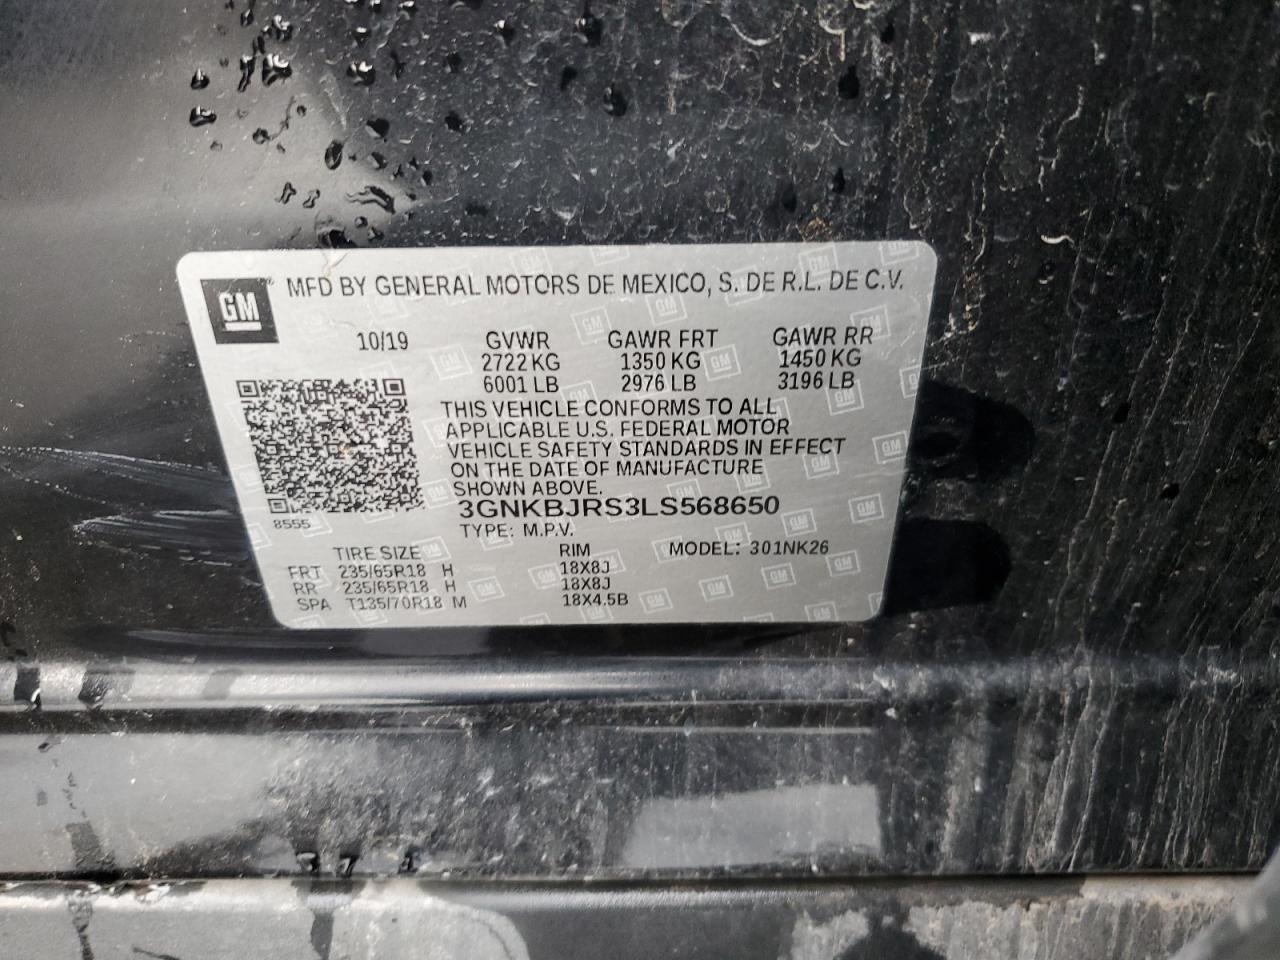 GM
MFD BY GENERAL MOTORS DE MEXICO, S. DE R.L. DE C.V.
10/19 GVWR GAWR FRT GAWR RR
2722 KG 1350 KG 1450 KG
6001 LB 2976 LB 3196 LB
THIS VEHICLE CONFORMS TO ALL
APPLICABLE U.S. FEDERAL MOTOR
VEHICLE SAFETY STANDARDS IN EFFECT
ON THE DATE OF MANUFACTURE
SHOWN ABOVE.
8555
3GNKBJRS3LS568650
TYPE: M.P.V.
TIRE SIZE RIM MODEL: 301NK26
FRT 235/65R18 H 18X8J
RR 235/65R18 H 18X8J
SPA T135/70R18 M 18X4.5B